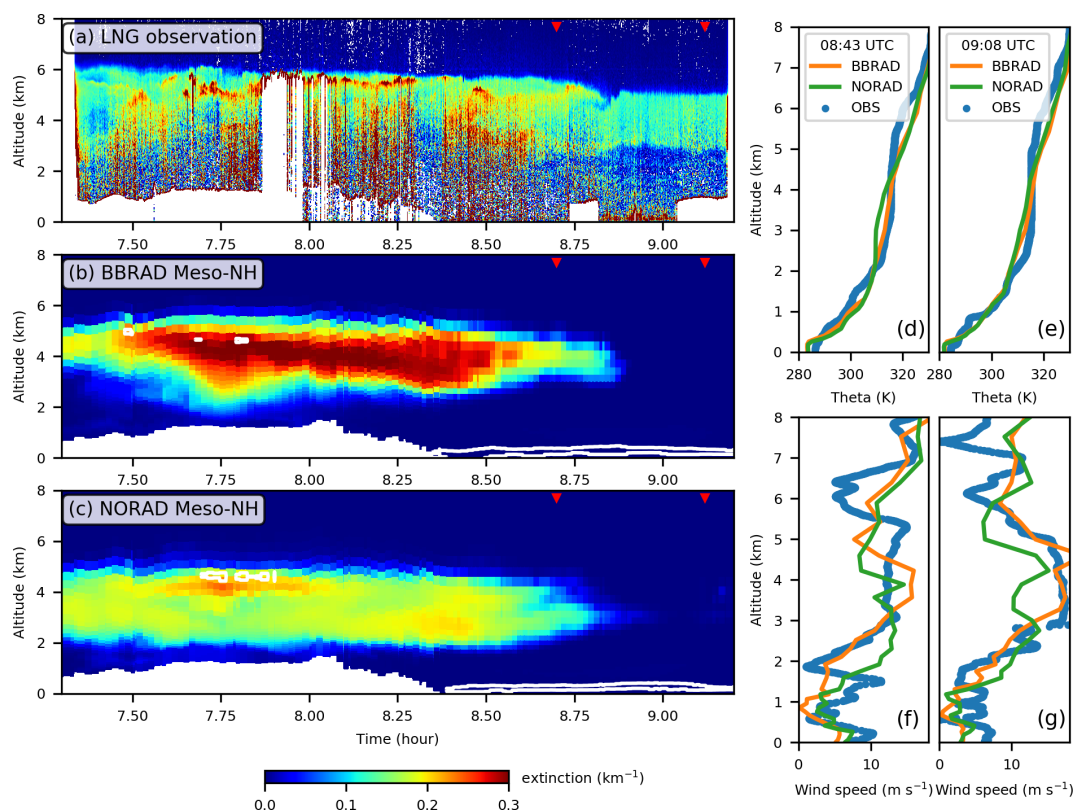 (a) LNG observation
Altitude (km)
8
6
4
2
0
7.50 7.75 8.00 8.25 8.50 8.75 9.00
(b) BBRAD Meso-NH
Altitude (km)
8
6
4
2
0
7.50 7.75 8.00 8.25 8.50 8.75 9.00
(c) NORAD Meso-NH
Altitude (km)
8
6
4
2
0
7.50 7.75 8.00 8.25 8.50 8.75 9.00
Time (hour)
0.0 0.1 0.2 0.3
extinction (km⁻¹)
08:43 UTC
BBRAD
NORAD
OBS
Altitude (km)
8
7
6
5
4
3
2
1
0
(d)
280 300 320
Theta (K)
09:08 UTC
BBRAD
NORAD
OBS
(e)
280 300 320
Theta (K)
Altitude (km)
8
7
6
5
4
3
2
1
0
(f)
0 10
Wind speed (m s⁻¹)
(g)
0 10
Wind speed (m s⁻¹)